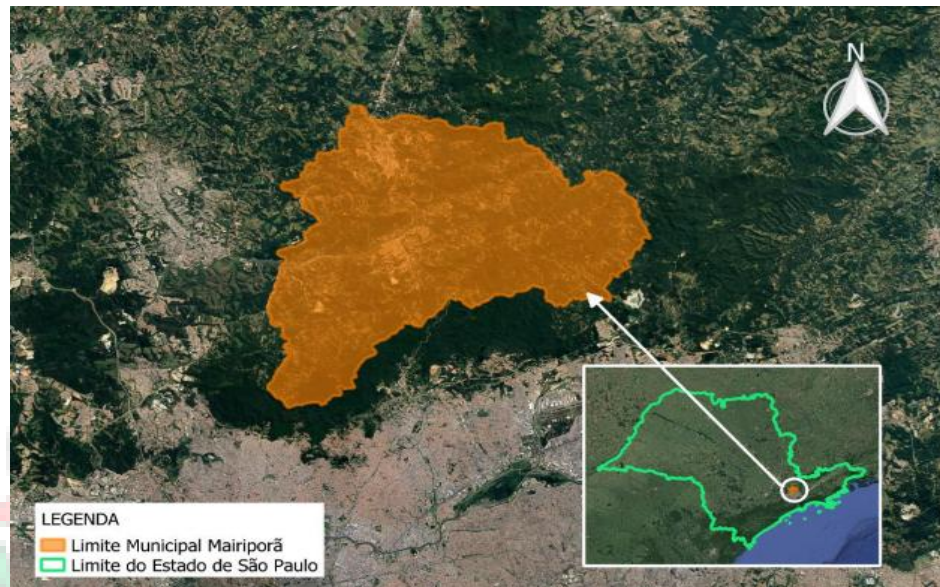 N
LEGENDA
Limite Municipal Mairiporã
Limite do Estado de São Paulo